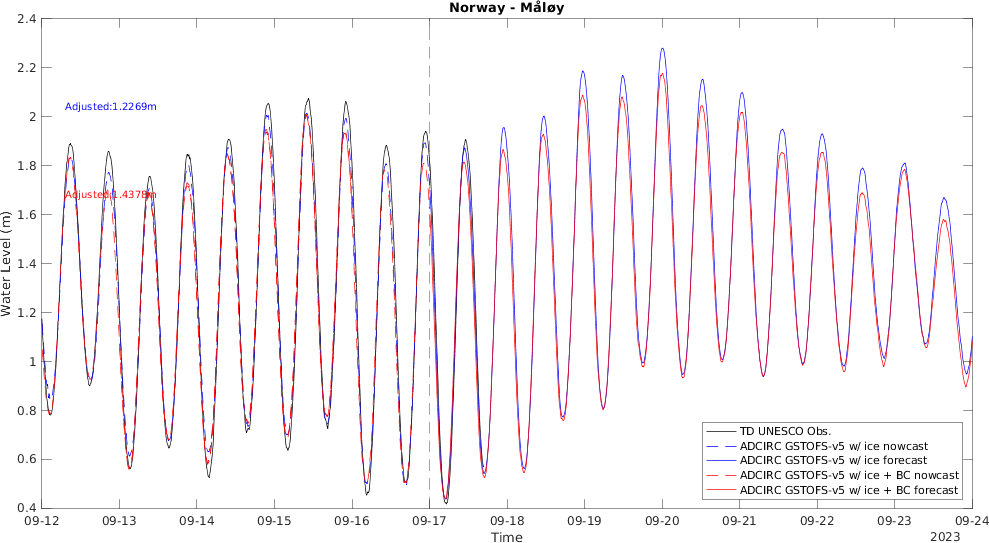 Norway - Måløy
2.4
2.2
2
1.8
1.6
1.4
1.2
1
0.8
0.6
0.4
Water Level (m)
Adjusted:1.2269m
Adjusted:1.4378m
TD UNESCO Obs.
ADCIRC GSTOFS-v5 w/ ice nowcast
ADCIRC GSTOFS-v5 w/ ice forecast
ADCIRC GSTOFS-v5 w/ ice + BC nowcast
ADCIRC GSTOFS-v5 w/ ice + BC forecast
09-12 09-13 09-14 09-15 09-16 09-17 09-18 09-19 09-20 09-21 09-22 09-23 09-24
Time
2023